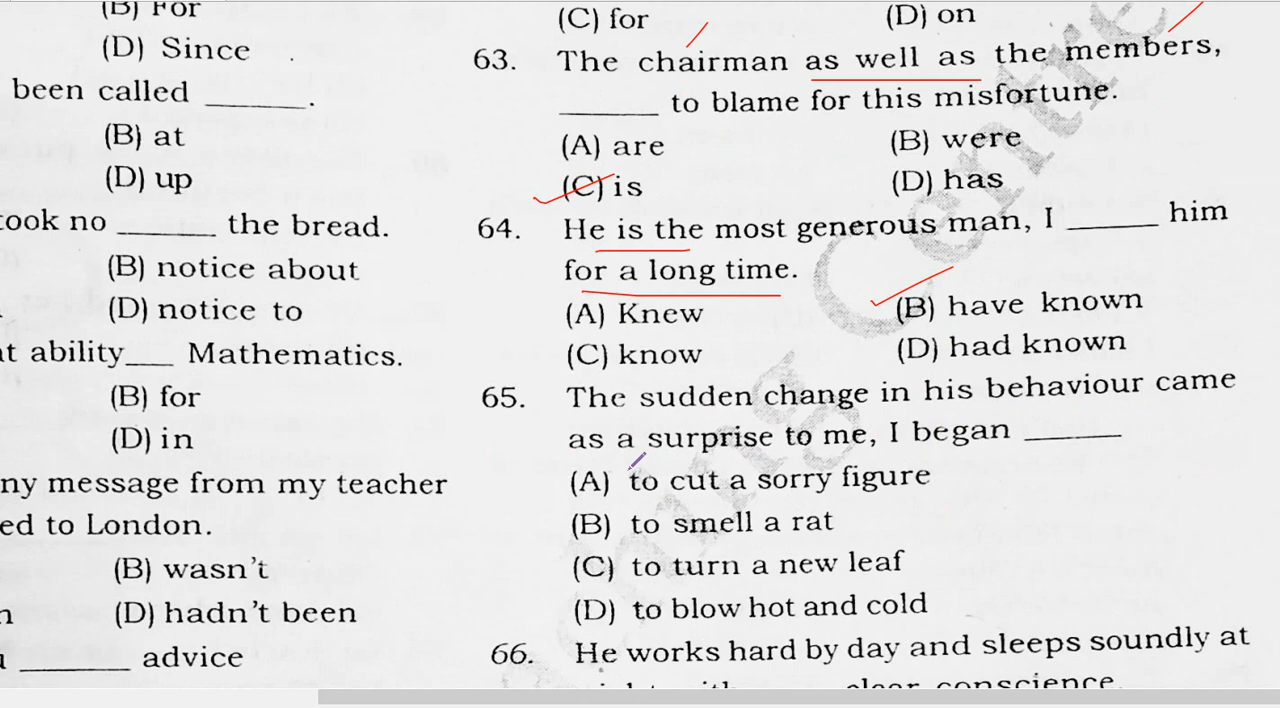 (B) For
(D) Since
been called ______.
(B) at
(D) up
took no ______ the bread.
(B) notice about
(D) notice to
at ability___ Mathematics.
(B) for
(D) in
ny message from my teacher
ed to London.
(B) wasn't
(D) hadn't been
______ advice
(C) for (D) on
63. The chairman as well as the members,
______ to blame for this misfortune.
(A) are (B) were
(C) is (D) has
64. He is the most generous man, I ______ him
for a long time.
(A) Knew (B) have known
(C) know (D) had known
65. The sudden change in his behaviour came
as a surprise to me, I began ______
(A) to cut a sorry figure
(B) to smell a rat
(C) to turn a new leaf
(D) to blow hot and cold
66. He works hard by day and sleeps soundly at
clear conscience.
Centre